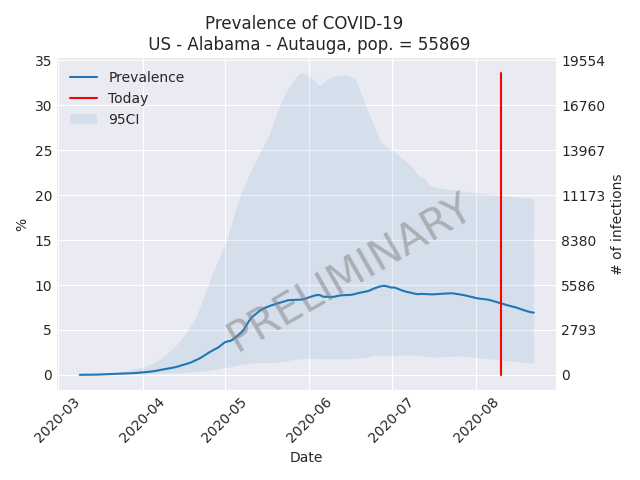 Prevalence of COVID-19
US - Alabama - Autauga, pop. = 55869
Prevalence
Today
95CI
PRELIMINARY
%
35
30
25
20
15
10
5
0
19554
16760
13967
11173
8380
5586
2793
0
# of infections
2020-03
2020-04
2020-05
2020-06
2020-07
2020-08
Date